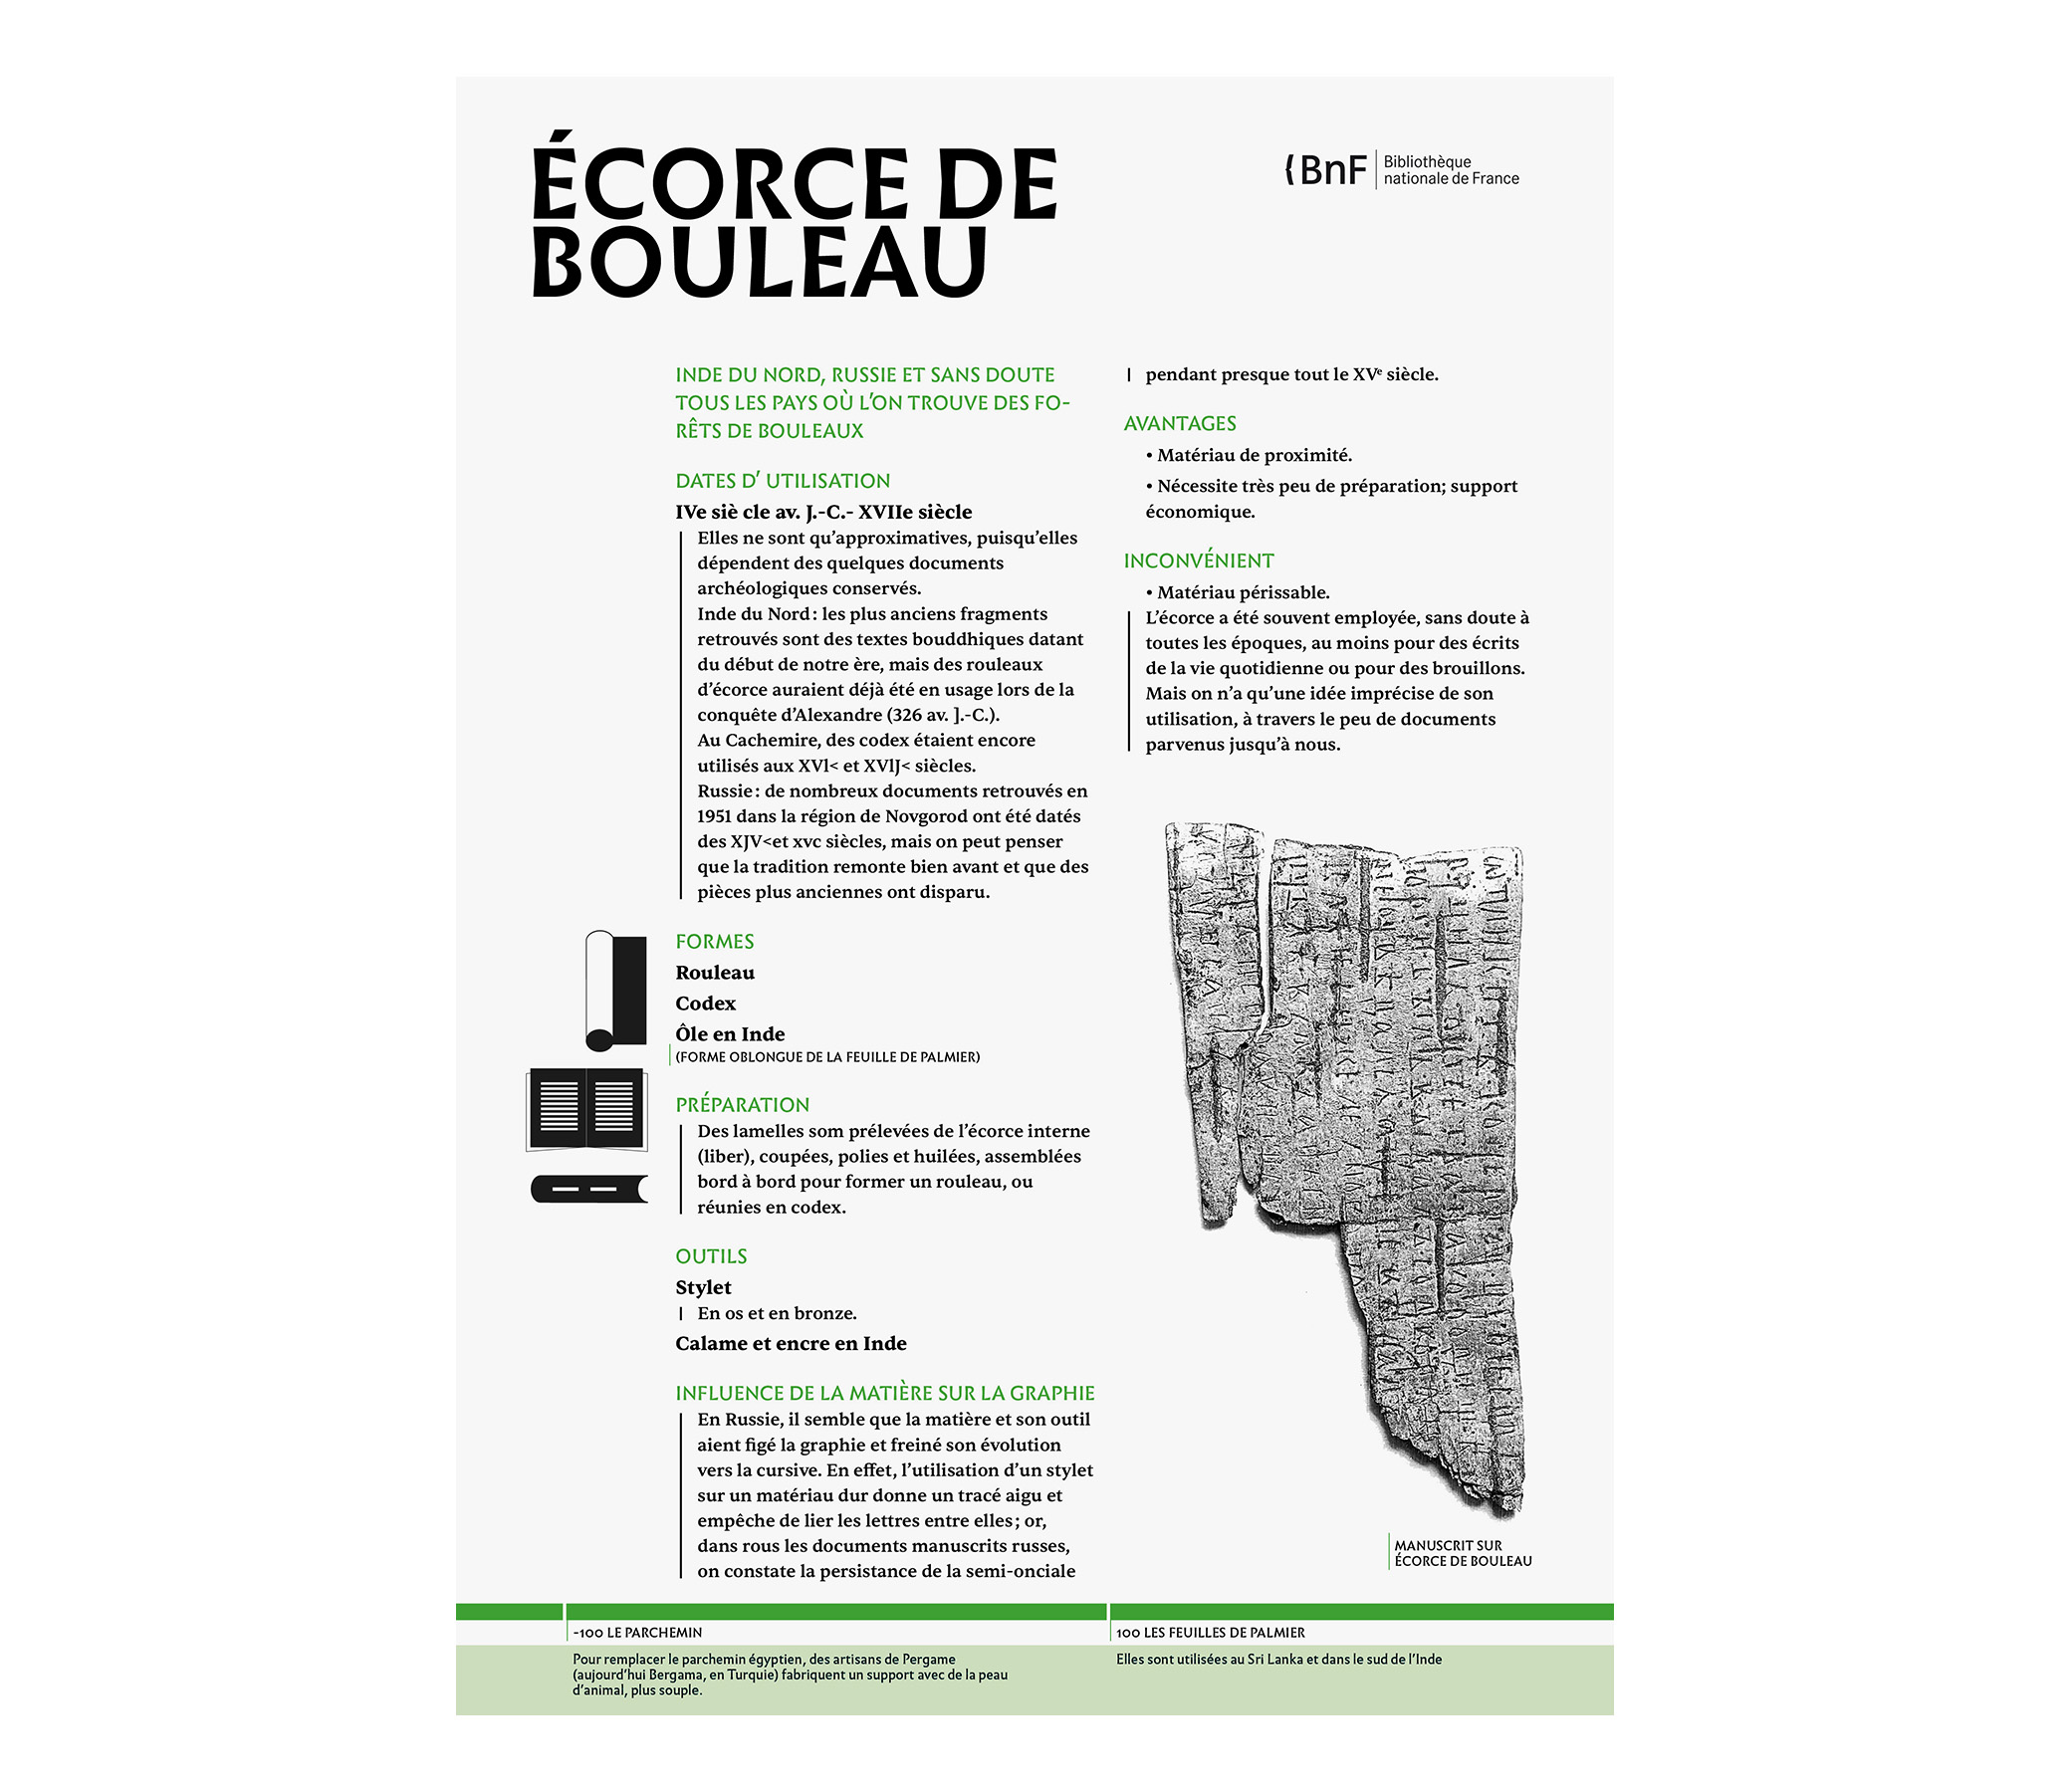 ÉCORCE DE
BOULEAU
(BnF
Bibliothèque
nationale de France
INDE DU NORD, RUSSIE ET SANS DOUTE
TOUS LES PAYS OÙ L'ON TROUVE DES FO-
RÊTS DE BOULEAUX
DATES D' UTILISATION
IVe siè cle av. J.-C.- XVIIe siècle
Elles ne sont qu'approximatives, puisqu'elles
dépendent des quelques documents
archéologiques conservés.
Inde du Nord : les plus anciens fragments
retrouvés sont des textes bouddhiques datant
du début de notre ère, mais des rouleaux
d'écorce auraient déjà été en usage lors de la
conquête d'Alexandre (326 av. ].-C.).
Au Cachemire, des codex étaient encore
utilisés aux XVl< et XVlJ< siècles.
Russie : de nombreux documents retrouvés en
1951 dans la région de Novgorod ont été datés
des XJV<et xvc siècles, mais on peut penser
que la tradition remonte bien avant et que des
pièces plus anciennes ont disparu.
FORMES
Rouleau
Codex
Ôle en Inde
(FORME OBLONGUE DE LA FEUILLE DE PALMIER)
PRÉPARATION
Des lamelles som prélevées de l'écorce interne
(liber), coupées, polies et huilées, assemblées
bord à bord pour former un rouleau, ou
réunies en codex.
OUTILS
Stylet
En os et en bronze.
Calame et encre en Inde
INFLUENCE DE LA MATIÈRE SUR LA GRAPHIE
En Russie, il semble que la matière et son outil
aient figé la graphie et freiné son évolution
vers la cursive. En effet, l'utilisation d'un stylet
sur un matériau dur donne un tracé aigu et
empêche de lier les lettres entre elles ; or,
dans rous les documents manuscrits russes,
on constate la persistance de la semi-onciale
pendant presque tout le XVᵉ siècle.
AVANTAGES
• Matériau de proximité.
• Nécessite très peu de préparation; support
économique.
INCONVÉNIENT
• Matériau périssable.
L'écorce a été souvent employée, sans doute à
toutes les époques, au moins pour des écrits
de la vie quotidienne ou pour des brouillons.
Mais on n'a qu'une idée imprécise de son
utilisation, à travers le peu de documents
parvenus jusqu'à nous.
MANUSCRIT SUR
ÉCORCE DE BOULEAU
-100 LE PARCHEMIN
Pour remplacer le parchemin égyptien, des artisans de Pergame
(aujourd'hui Bergama, en Turquie) fabriquent un support avec de la peau
d'animal, plus souple.
100 LES FEUILLES DE PALMIER
Elles sont utilisées au Sri Lanka et dans le sud de l'Inde